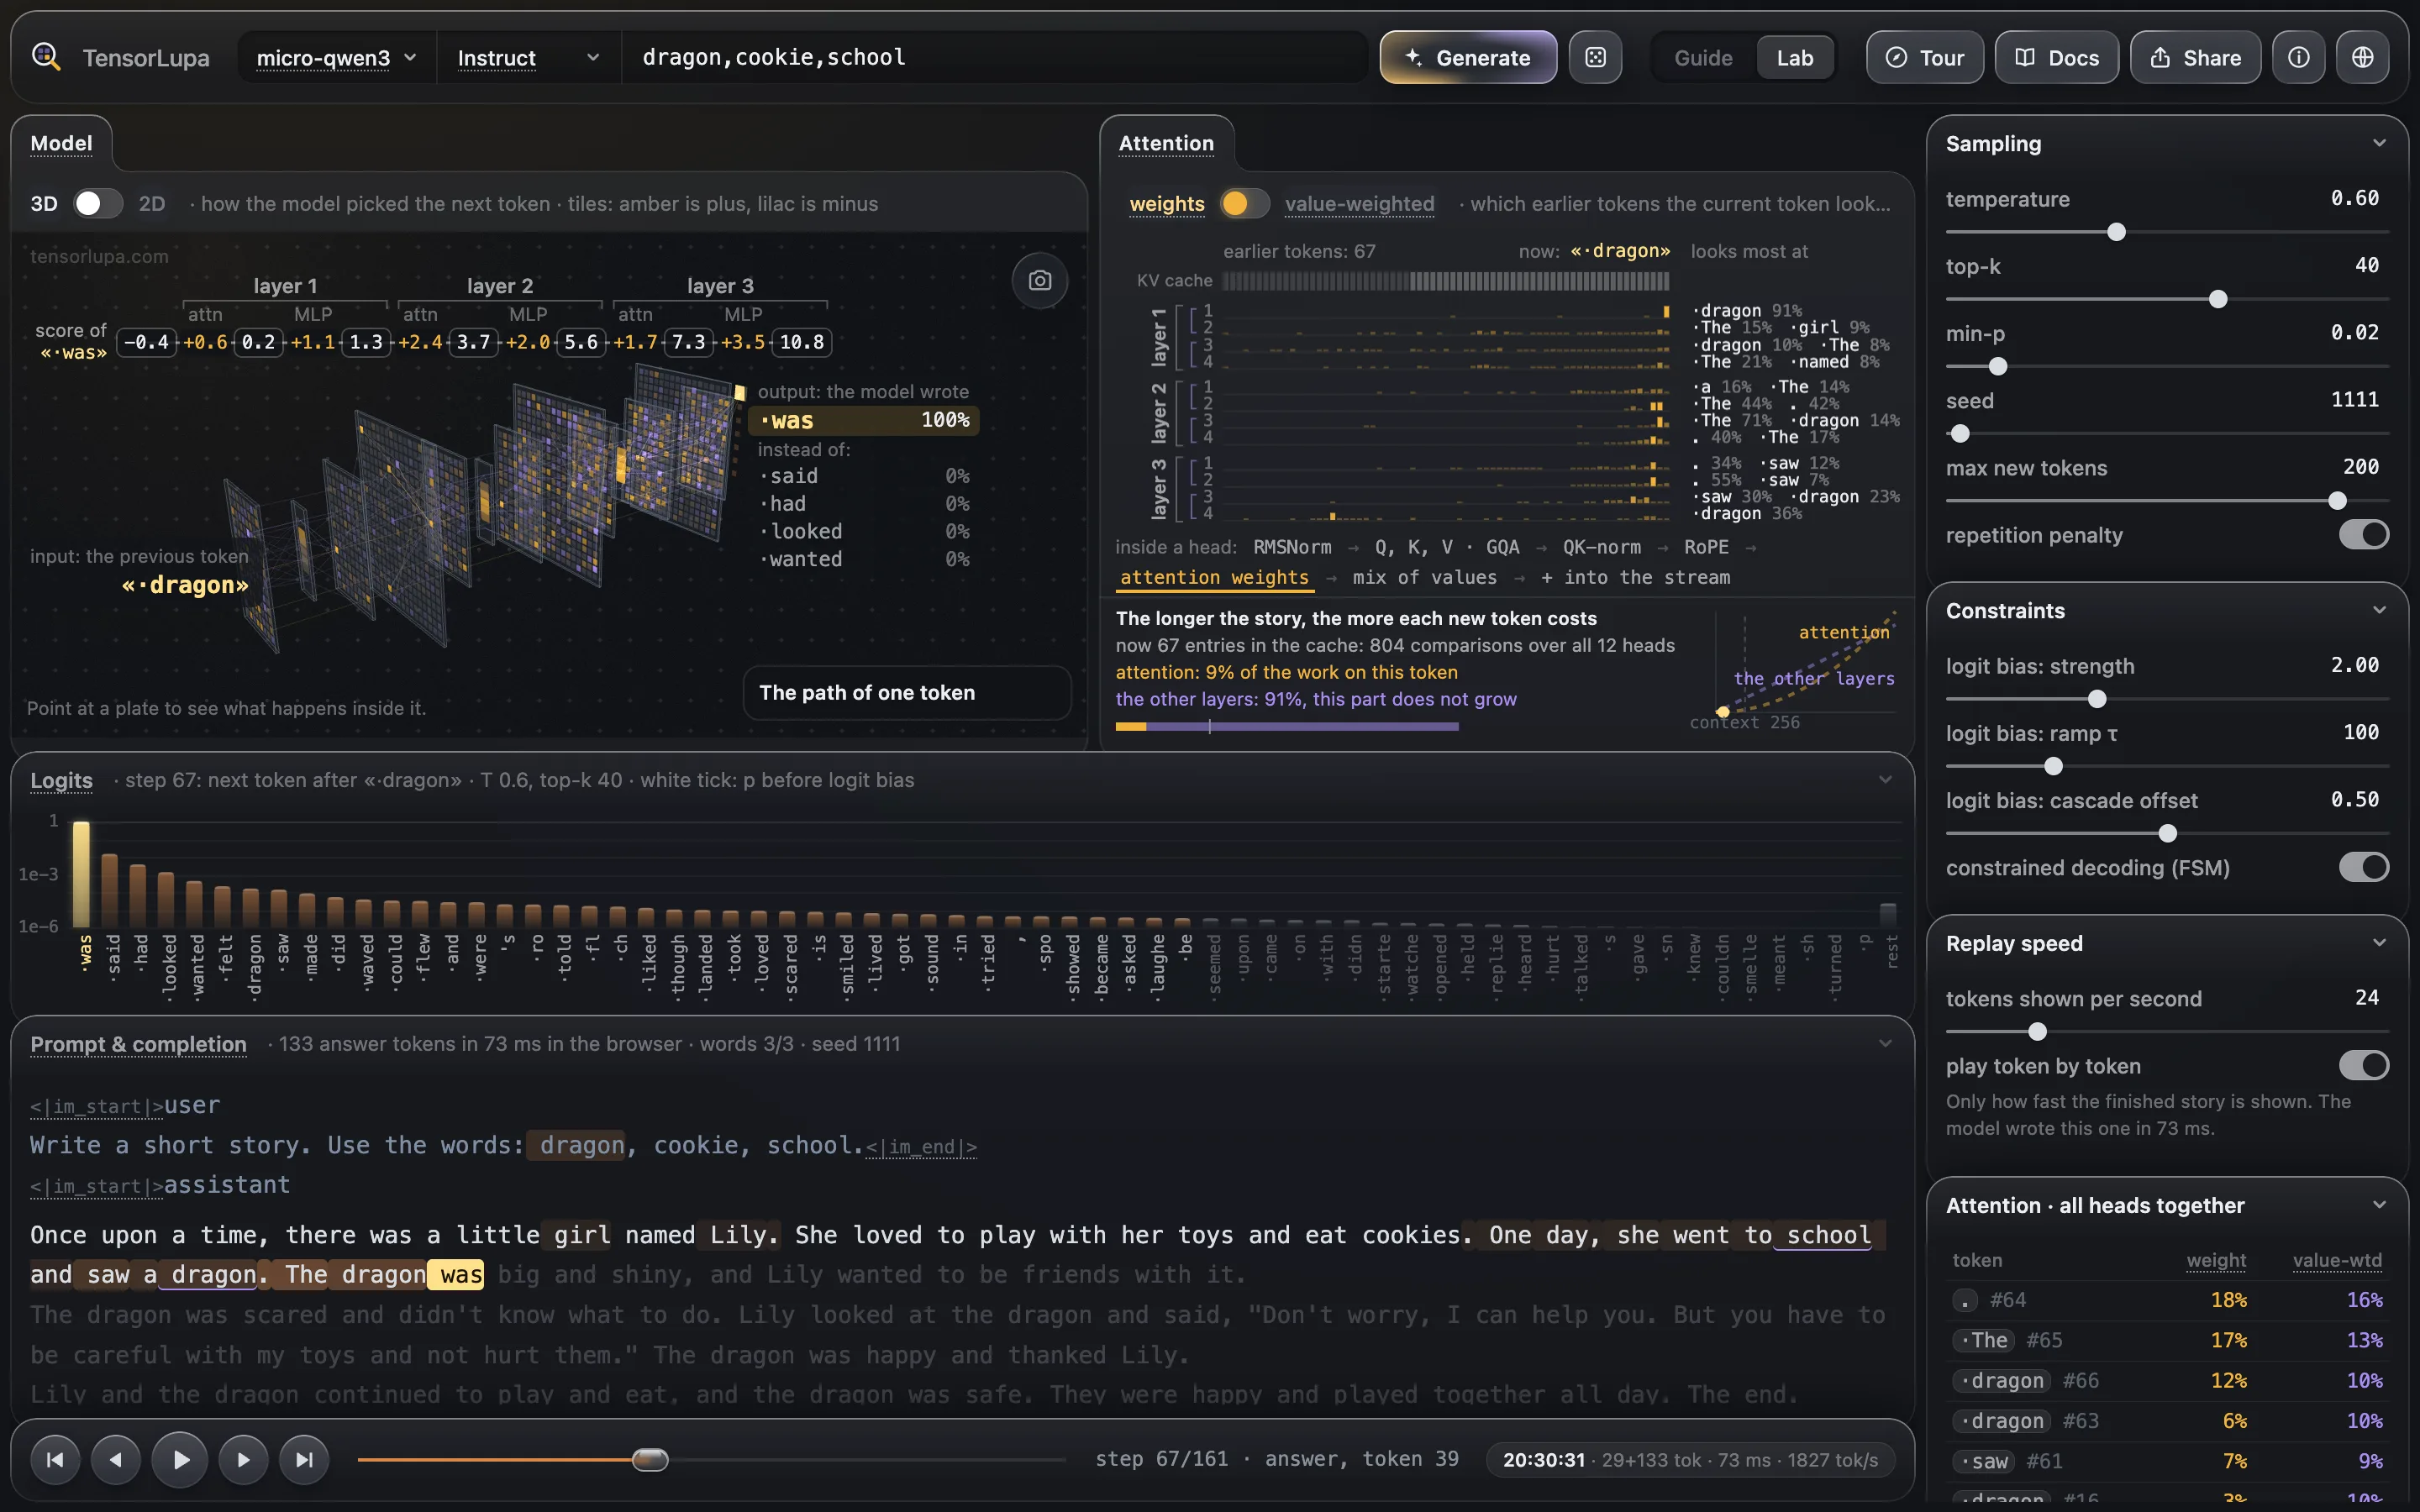 TensorLupa
micro-qwen3
Instruct
dragon,cookie,school
Generate
Guide
Lab
Tour
Docs
Share
Model
3D 2D · how the model picked the next token · tiles: amber is plus, lilac is minus
tensorlupa.com
layer 1 layer 2 layer 3
attn MLP attn MLP attn MLP
score of
«·was»
−0.4 +0.6 0.2 +1.1 1.3 +2.4 3.7 +2.0 5.6 +1.7 7.3 +3.5 10.8
output: the model wrote
·was 100%
instead of:
·said 0%
·had 0%
·looked 0%
·wanted 0%
input: the previous token
«·dragon»
The path of one token
Point at a plate to see what happens inside it.
Attention
weights value-weighted · which earlier tokens the current token look…
earlier tokens: 67 now: «·dragon» looks most at
KV cache
layer 1
1 ·dragon 91%
2 ·The 15% ·girl 9%
3 ·dragon 10% ·The 8%
4 ·The 21% ·named 8%
layer 2
1 ·a 16% ·The 14%
2 ·The 44% . 42%
3 ·The 71% ·dragon 14%
4 . 40% ·The 17%
layer 3
1 . 34% ·saw 12%
2 . 55% ·saw 7%
3 ·saw 30% ·dragon 23%
4 ·dragon 36%
inside a head: RMSNorm → Q, K, V · GQA → QK−norm → RoPE →
attention weights → mix of values → + into the stream
The longer the story, the more each new token costs
now 67 entries in the cache: 804 comparisons over all 12 heads
attention: 9% of the work on this token
the other layers: 91%, this part does not grow
attention
the other layers
context 256
Logits · step 67: next token after «·dragon» · T 0.6, top-k 40 · white tick: p before logit bias
1
1e−3
1e−6
·was ·said ·had ·looked ·wanted ·felt ·dragon ·saw ·made ·did ·waved ·could ·flew ·and ·were 's ·ro ·told ·fl ·ch ·liked ·though ·landed ·took ·loved ·scared ·is ·smiled ·lived ·got ·sound ·in ·tried , ·spo ·showed ·became ·asked ·laughe ·be ·seemed ·upon ·came ·on ·with ·didn ·starte ·watche ·opened ·held ·replie ·heard ·hurt ·talked ·s ·gave ·sn ·knew ·couldn ·smelle ·meant ·sh ·turned ·p rest
Prompt & completion · 133 answer tokens in 73 ms in the browser · words 3/3 · seed 1111
<|im_start|>user
Write a short story. Use the words: dragon, cookie, school.<|im_end|>
<|im_start|>assistant
Once upon a time, there was a little girl named Lily. She loved to play with her toys and eat cookies. One day, she went to school
and saw a dragon. The dragon was big and shiny, and Lily wanted to be friends with it.
The dragon was scared and didn't know what to do. Lily looked at the dragon and said, "Don't worry, I can help you. But you have to
be careful with my toys and not hurt them." The dragon was happy and thanked Lily.
Lily and the dragon continued to play and eat, and the dragon was safe. They were happy and played together all day. The end.
step 67/161 · answer, token 39
20:30:31 · 29+133 tok · 73 ms · 1827 tok/s
Sampling
temperature 0.60
top-k 40
min-p 0.02
seed 1111
max new tokens 200
repetition penalty
Constraints
logit bias: strength 2.00
logit bias: ramp τ 100
logit bias: cascade offset 0.50
constrained decoding (FSM)
Replay speed
tokens shown per second 24
play token by token
Only how fast the finished story is shown. The
model wrote this one in 73 ms.
Attention · all heads together
token weight value-wtd
. #64 18% 16%
·The #65 17% 13%
·dragon #66 12% 10%
·dragon #63 6% 10%
·saw #61 7% 9%
·dragon #16 3% 10%